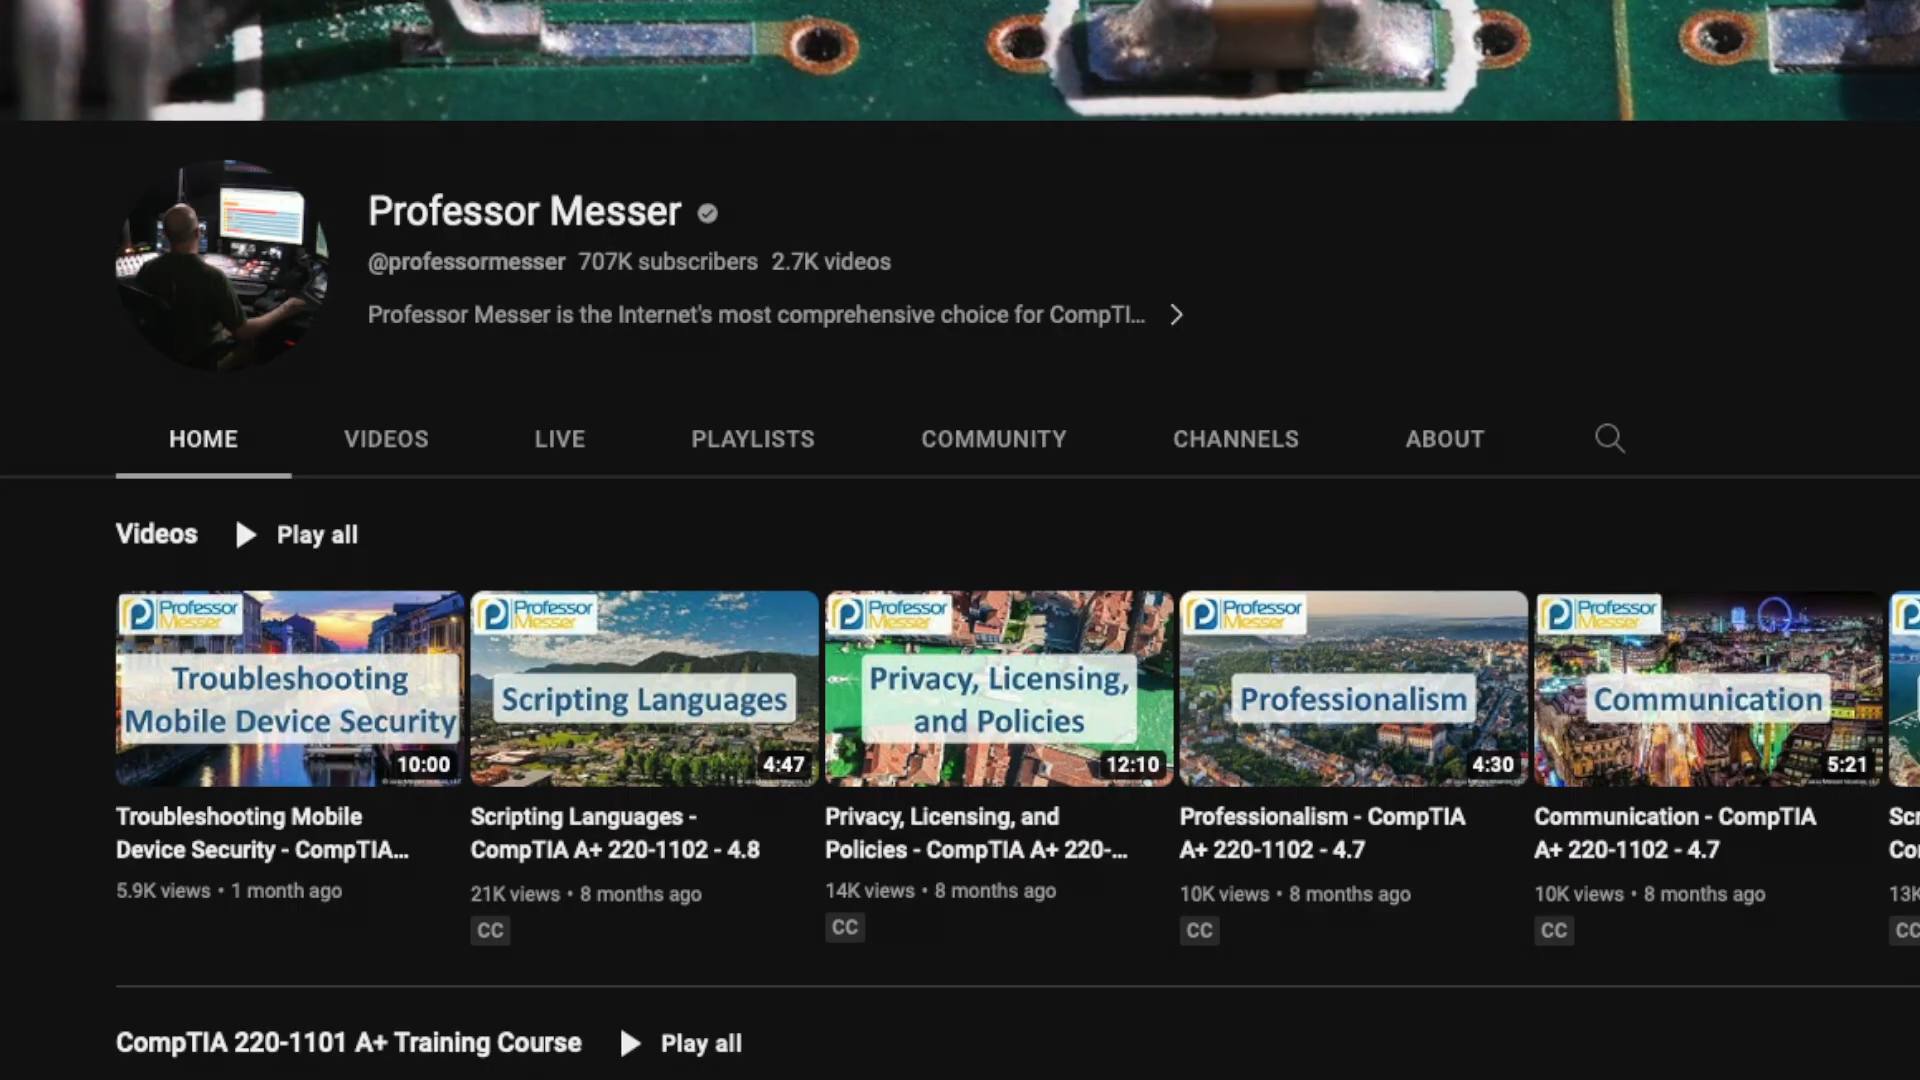 Professor Messer
@professormesser 707K subscribers 2.7K videos
Professor Messer is the Internet's most comprehensive choice for CompTI...
HOME VIDEOS LIVE PLAYLISTS COMMUNITY CHANNELS ABOUT
Videos Play all
Professor Messer
Troubleshooting
Mobile Device Security
10:00
Professor Messer
Scripting Languages
4:47
Professor Messer
Privacy, Licensing,
and Policies
12:10
Professor Messer
Professionalism
4:30
Professor Messer
Communication
5:21
Troubleshooting Mobile
Device Security - CompTIA...
5.9K views • 1 month ago
Scripting Languages -
CompTIA A+ 220-1102 - 4.8
21K views • 8 months ago
CC
Privacy, Licensing, and
Policies - CompTIA A+ 220-...
14K views • 8 months ago
CC
Professionalism - CompTIA
A+ 220-1102 - 4.7
10K views • 8 months ago
CC
Communication - CompTIA
A+ 220-1102 - 4.7
10K views • 8 months ago
CC
13K
CC
CompTIA 220-1101 A+ Training Course Play all